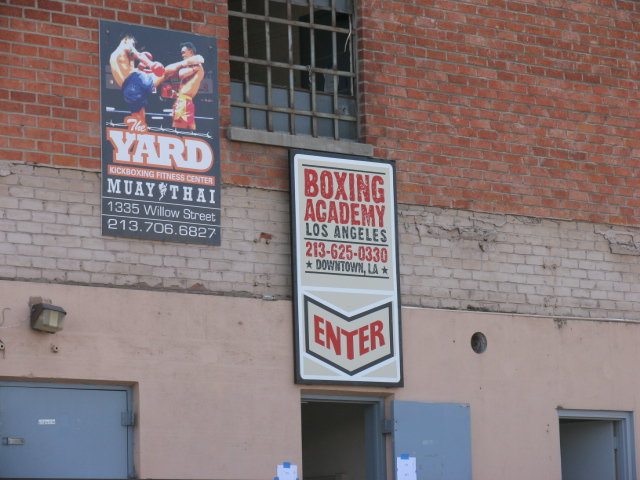 The
YARD
KICKBOXING FITNESS CENTER
MUAY THAI
1335 Willow Street
213.706.6827
BOXING
ACADEMY
LOS ANGELES
213-625-0330
★ DOWNTOWN, LA ★
ENTER